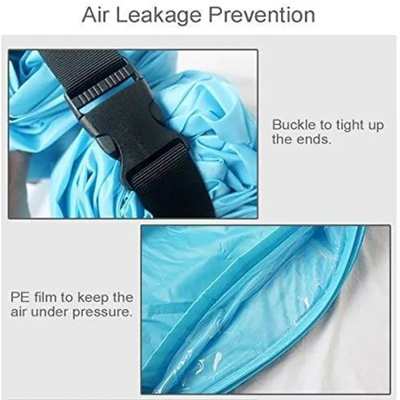 Air Leakage Prevention
Buckle to tight up
the ends.
PE film to keep the
air under pressure.